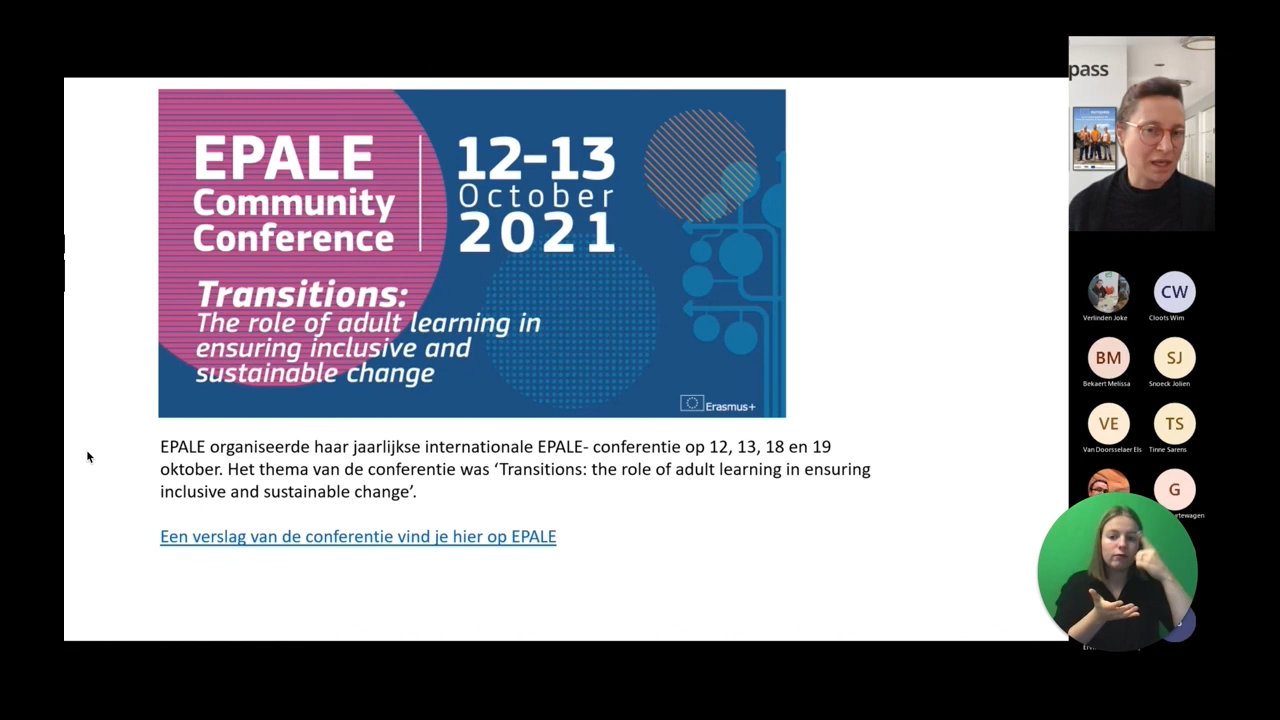 EPALE
Community
Conference
12-13
October
2021
Transitions:
The role of adult learning in
ensuring inclusive and
sustainable change
Erasmus+
EPALE organiseerde haar jaarlijkse internationale EPALE- conferentie op 12, 13, 18 en 19
oktober. Het thema van de conferentie was ‘Transitions: the role of adult learning in ensuring
inclusive and sustainable change’.
Een verslag van de conferentie vind je hier op EPALE
pass
CW
Verlinden Joke
Cloots Wim
BM
SJ
Bekaert Melissa
Snoeck Jolien
VE
TS
Van Doorsselaer Els
Tinne Sarens
G